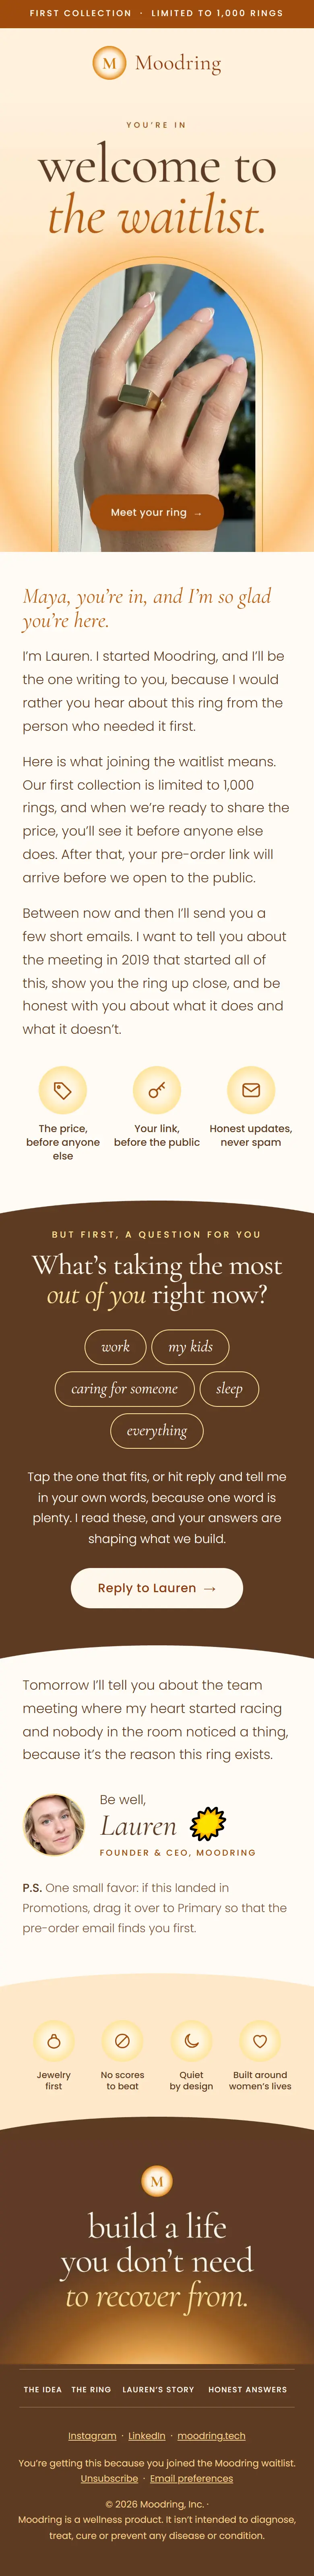 FIRST COLLECTION · LIMITED TO 1,000 RINGS
M Moodring
YOU'RE IN
welcome to
the waitlist.
Meet your ring →
Maya, you're in, and I'm so glad
you're here.
I'm Lauren. I started Moodring, and I'll be
the one writing to you, because I would
rather you hear about this ring from the
person who needed it first.
Here is what joining the waitlist means.
Our first collection is limited to 1,000
rings, and when we're ready to share the
price, you'll see it before anyone else
does. After that, your pre-order link will
arrive before we open to the public.
Between now and then I'll send you a
few short emails. I want to tell you about
the meeting in 2019 that started all of
this, show you the ring up close, and be
honest with you about what it does and
what it doesn't.
The price,
before anyone
else
Your link,
before the public
Honest updates,
never spam
BUT FIRST, A QUESTION FOR YOU
What's taking the most
out of you right now?
work
my kids
caring for someone
sleep
everything
Tap the one that fits, or hit reply and tell me
in your own words, because one word is
plenty. I read these, and your answers are
shaping what we build.
Reply to Lauren →
Tomorrow I'll tell you about the team
meeting where my heart started racing
and nobody in the room noticed a thing,
because it's the reason this ring exists.
Be well,
Lauren
FOUNDER & CEO, MOODRING
P.S. One small favor: if this landed in
Promotions, drag it over to Primary so that the
pre-order email finds you first.
Jewelry
first
No scores
to beat
Quiet
by design
Built around
women's lives
M
build a life
you don't need
to recover from.
THE IDEA THE RING LAUREN'S STORY HONEST ANSWERS
Instagram · LinkedIn · moodring.tech
You're getting this because you joined the Moodring waitlist.
Unsubscribe · Email preferences
© 2026 Moodring, Inc. ·
Moodring is a wellness product. It isn't intended to diagnose,
treat, cure or prevent any disease or condition.